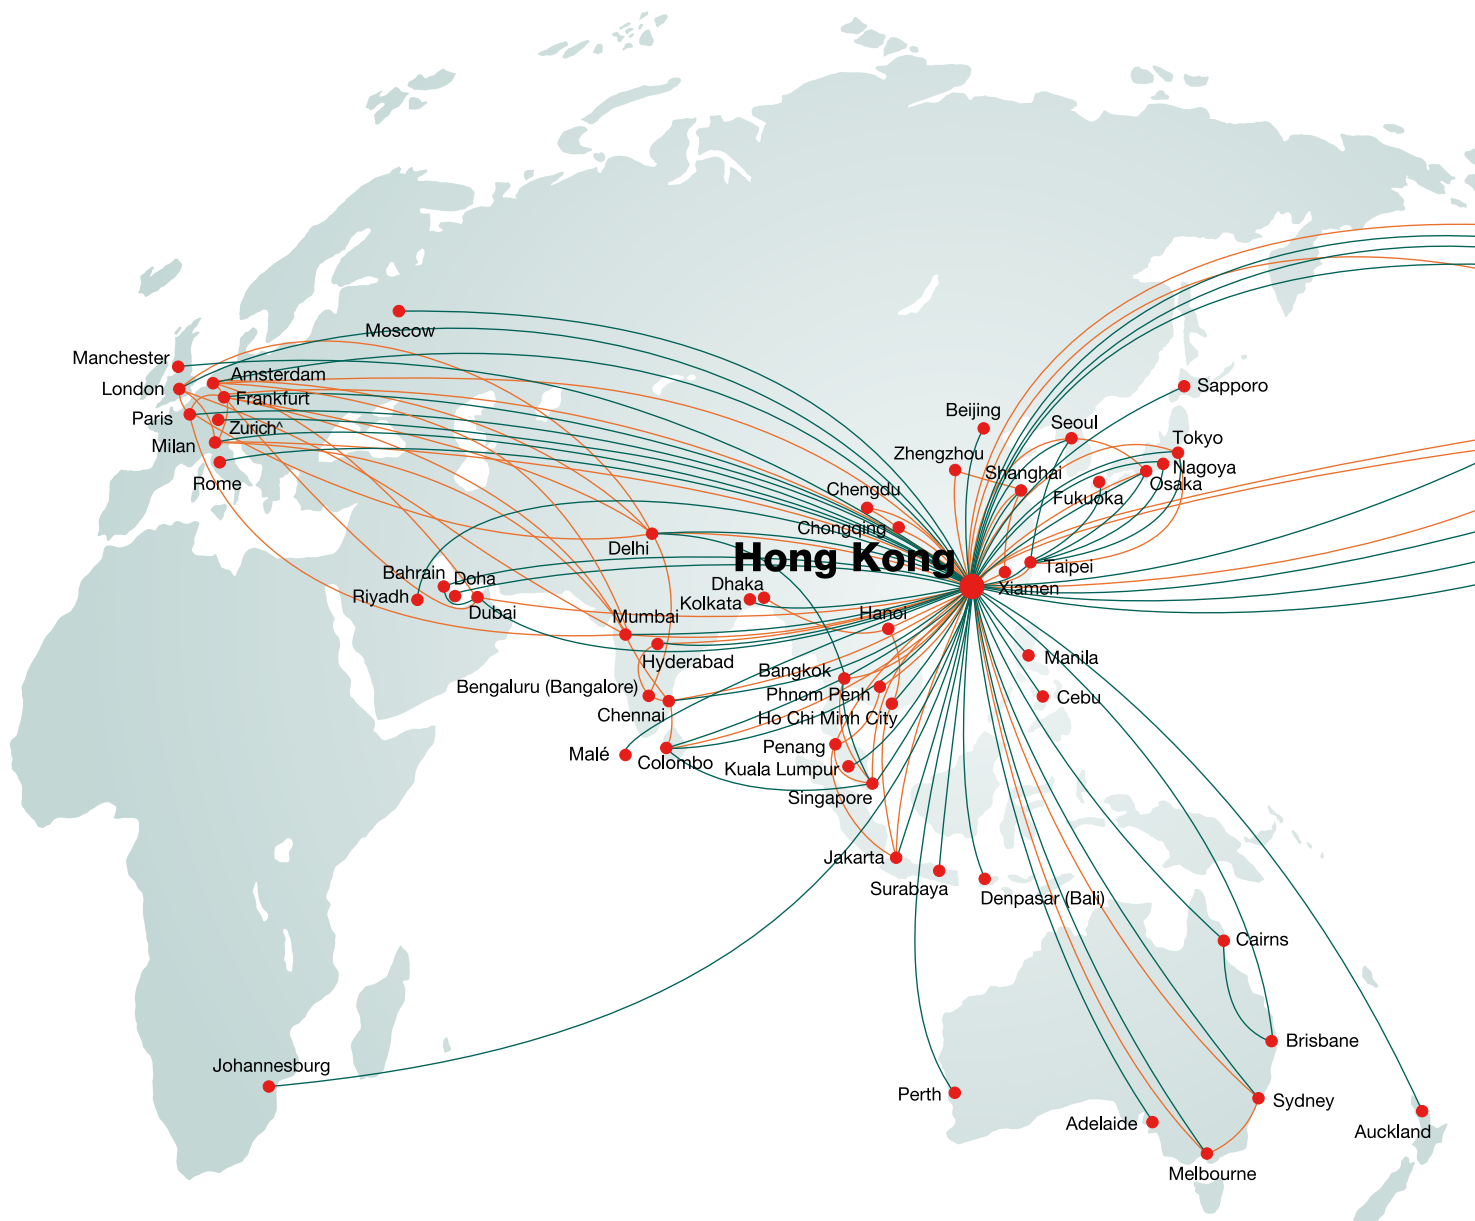 Moscow
Manchester
London
Amsterdam
Frankfurt
Paris
Zurich^
Milan
Rome
Sapporo
Beijing
Seoul
Tokyo
Zhengzhou
Shanghai
Nagoya
Osaka
Chengdu
Fukuoka
Chongqing
Delhi
Hong Kong
Taipei
Xiamen
Bahrain
Doha
Riyadh
Dubai
Dhaka
Kolkata
Hanoi
Mumbai
Hyderabad
Manila
Bangkok
Bengaluru (Bangalore)
Phnom Penh
Cebu
Chennai
Ho Chi Minh City
Malé
Colombo
Penang
Kuala Lumpur
Singapore
Jakarta
Surabaya
Denpasar (Bali)
Cairns
Brisbane
Johannesburg
Perth
Sydney
Adelaide
Auckland
Melbourne